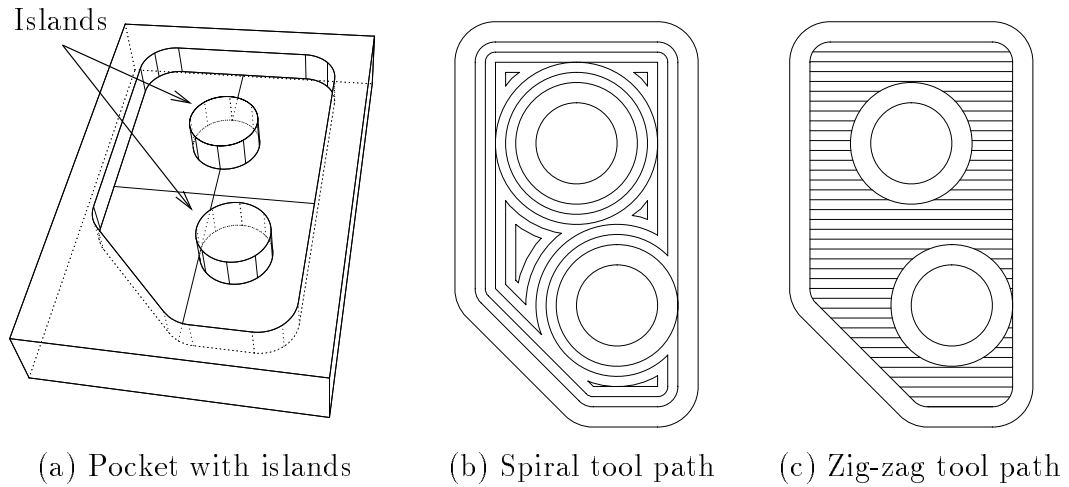 Islands
(a) Pocket with islands
(b) Spiral tool path
(c) Zig-zag tool path